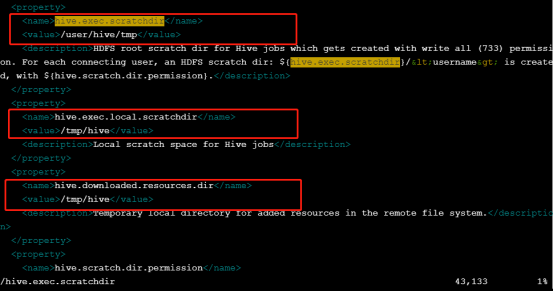 <property>
<name>hive.exec.scratchdir</name>
<value>/user/hive/tmp</value>
<description>HDFS root scratch dir for Hive jobs which gets created with write all (733) permissi
on. For each connecting user, an HDFS scratch dir: ${hive.exec.scratchdir}/&lt;username&gt; is create
d, with ${hive.scratch.dir.permission}.</description>
</property>
<property>
<name>hive.exec.local.scratchdir</name>
<value>/tmp/hive</value>
<description>Local scratch space for Hive jobs</description>
</property>
<property>
<name>hive.downloaded.resources.dir</name>
<value>/tmp/hive</value>
<description>Temporary local directory for added resources in the remote file system.</descriptio
n>
</property>
<property>
<name>hive.scratch.dir.permission</name>
/hive.exec.scratchdir 43,133 1%